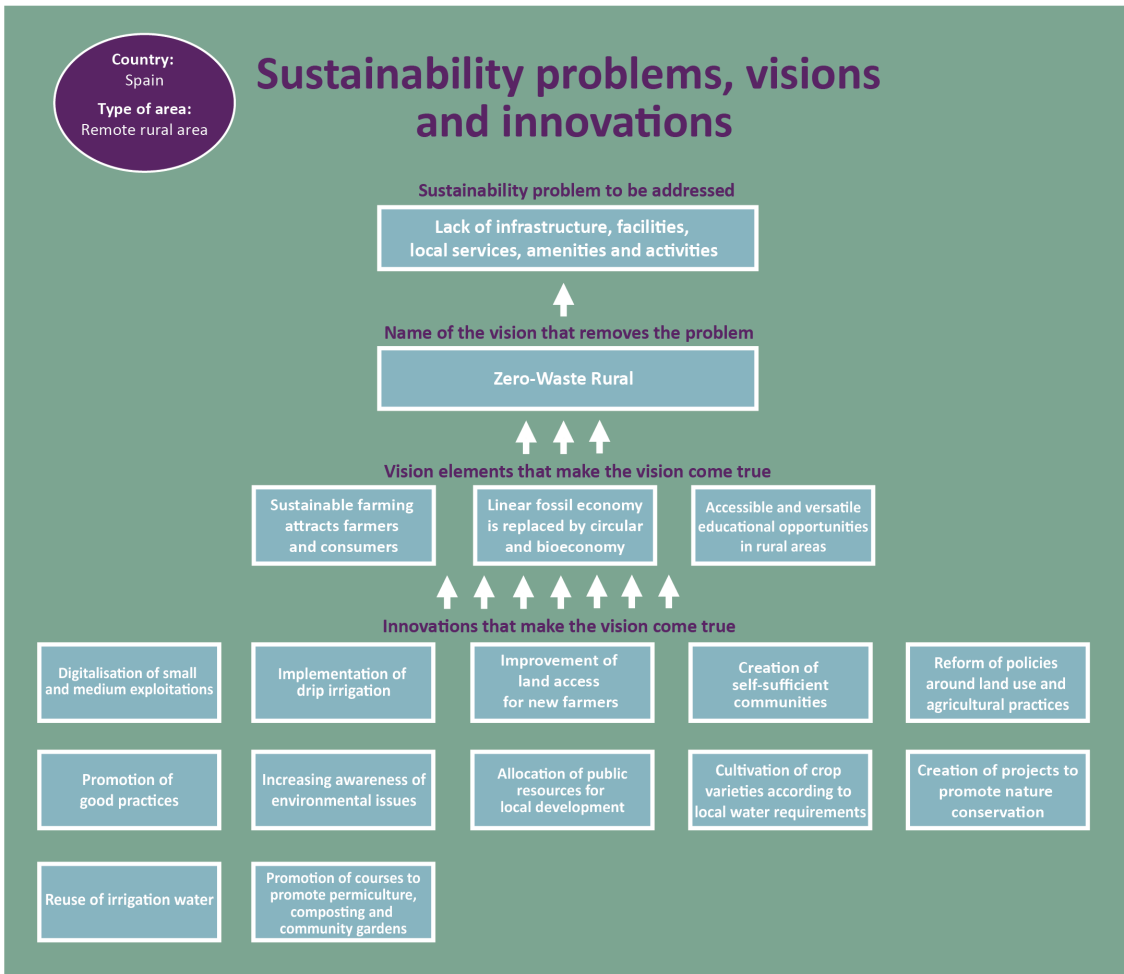 Country:
Spain
Type of area:
Remote rural area
Sustainability problems, visions
and innovations
Sustainability problem to be addressed
Lack of infrastructure, facilities,
local services, amenities and activities
Name of the vision that removes the problem
Zero-Waste Rural
Vision elements that make the vision come true
Sustainable farming
attracts farmers
and consumers
Linear fossil economy
is replaced by circular
and bioeconomy
Accessible and versatile
educational opportunities
in rural areas
Innovations that make the vision come true
Digitalisation of small
and medium exploitations
Implementation of
drip irrigation
Improvement of
land access
for new farmers
Creation of
self-sufficient
communities
Reform of policies
around land use and
agricultural practices
Promotion of
good practices
Increasing awareness of
environmental issues
Allocation of public
resources for
local development
Cultivation of crop
varieties according to
local water requirements
Creation of projects to
promote nature
conservation
Reuse of irrigation water
Promotion of courses to
promote permiculture,
composting and
community gardens